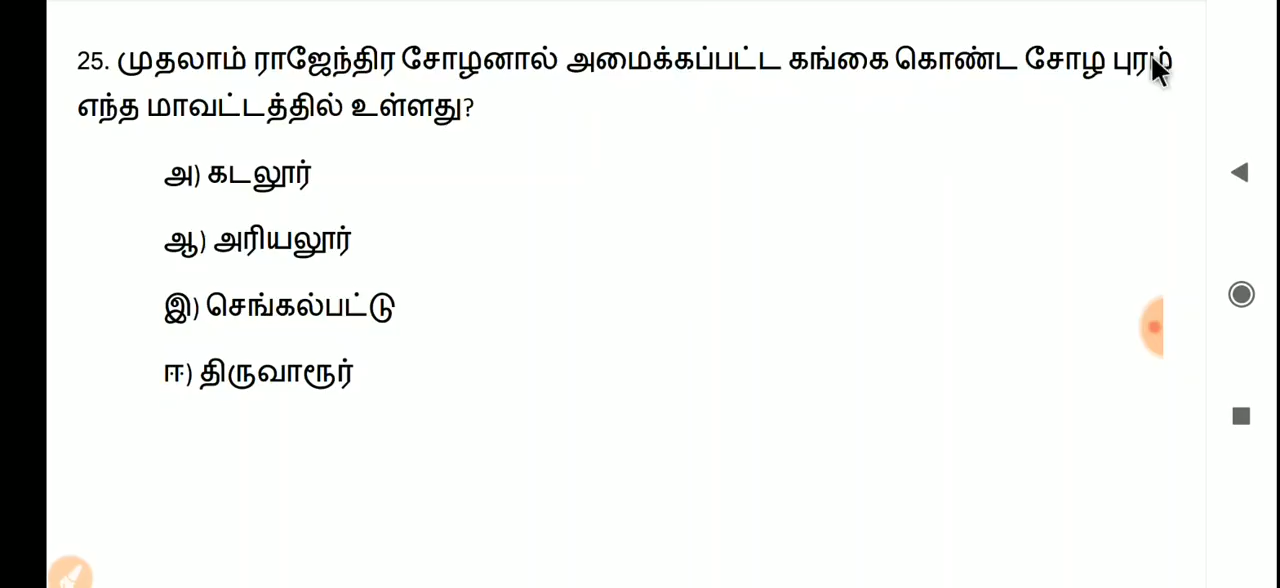 25. முதலாம் ராஜேந்திர சோழனால் அமைக்கப்பட்ட கங்கை கொண்ட சோழ புரம்
எந்த மாவட்டத்தில் உள்ளது?
அ) கடலூர்
ஆ) அரியலூர்
இ) செங்கல்பட்டு
ஈ) திருவாரூர்